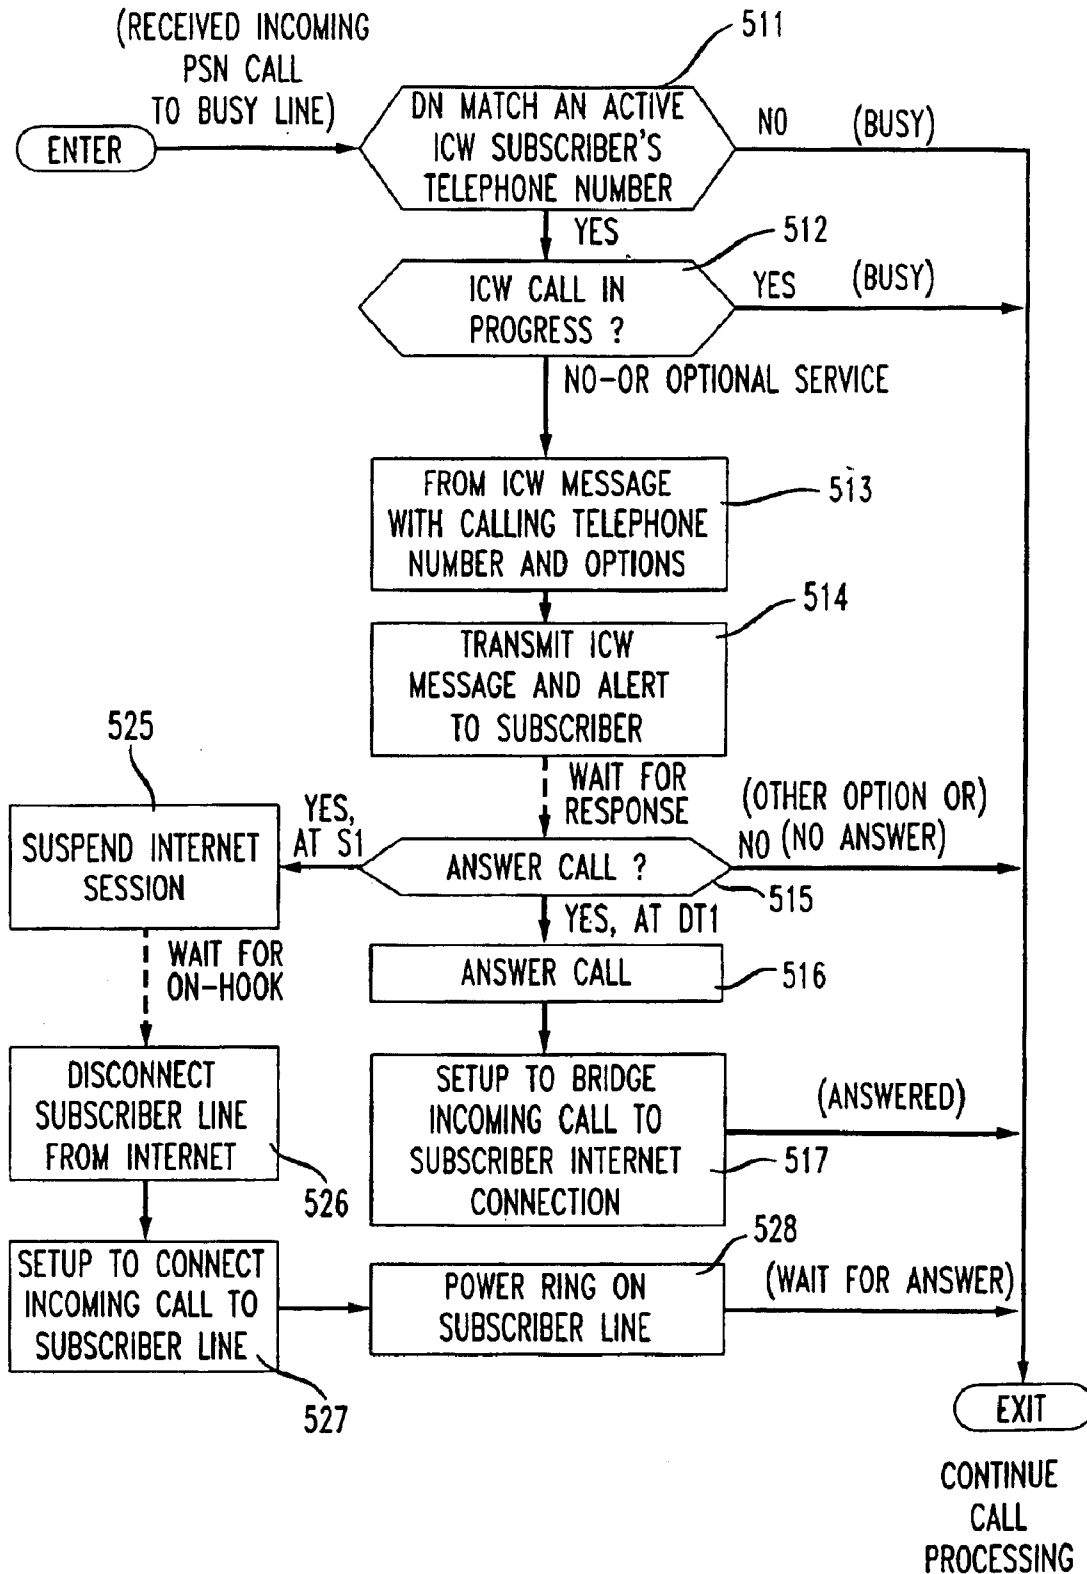 (RECEIVED INCOMING
PSN CALL
TO BUSY LINE)
ENTER
511
DN MATCH AN ACTIVE
ICW SUBSCRIBER'S
TELEPHONE NUMBER
NO (BUSY)
YES
512
ICW CALL IN
PROGRESS ?
YES (BUSY)
NO-OR OPTIONAL SERVICE
FROM ICW MESSAGE
WITH CALLING TELEPHONE
NUMBER AND OPTIONS
513
514
TRANSMIT ICW
MESSAGE AND ALERT
TO SUBSCRIBER
WAIT FOR
RESPONSE
525
SUSPEND INTERNET
SESSION
YES,
AT S1
ANSWER CALL ?
(OTHER OPTION OR)
NO (NO ANSWER)
515
YES, AT DT1
WAIT FOR
ON-HOOK
ANSWER CALL
516
DISCONNECT
SUBSCRIBER LINE
FROM INTERNET
526
SETUP TO BRIDGE
INCOMING CALL TO
SUBSCRIBER INTERNET
CONNECTION
(ANSWERED)
517
SETUP TO CONNECT
INCOMING CALL TO
SUBSCRIBER LINE
527
528
POWER RING ON
SUBSCRIBER LINE
(WAIT FOR ANSWER)
EXIT
CONTINUE
CALL
PROCESSING